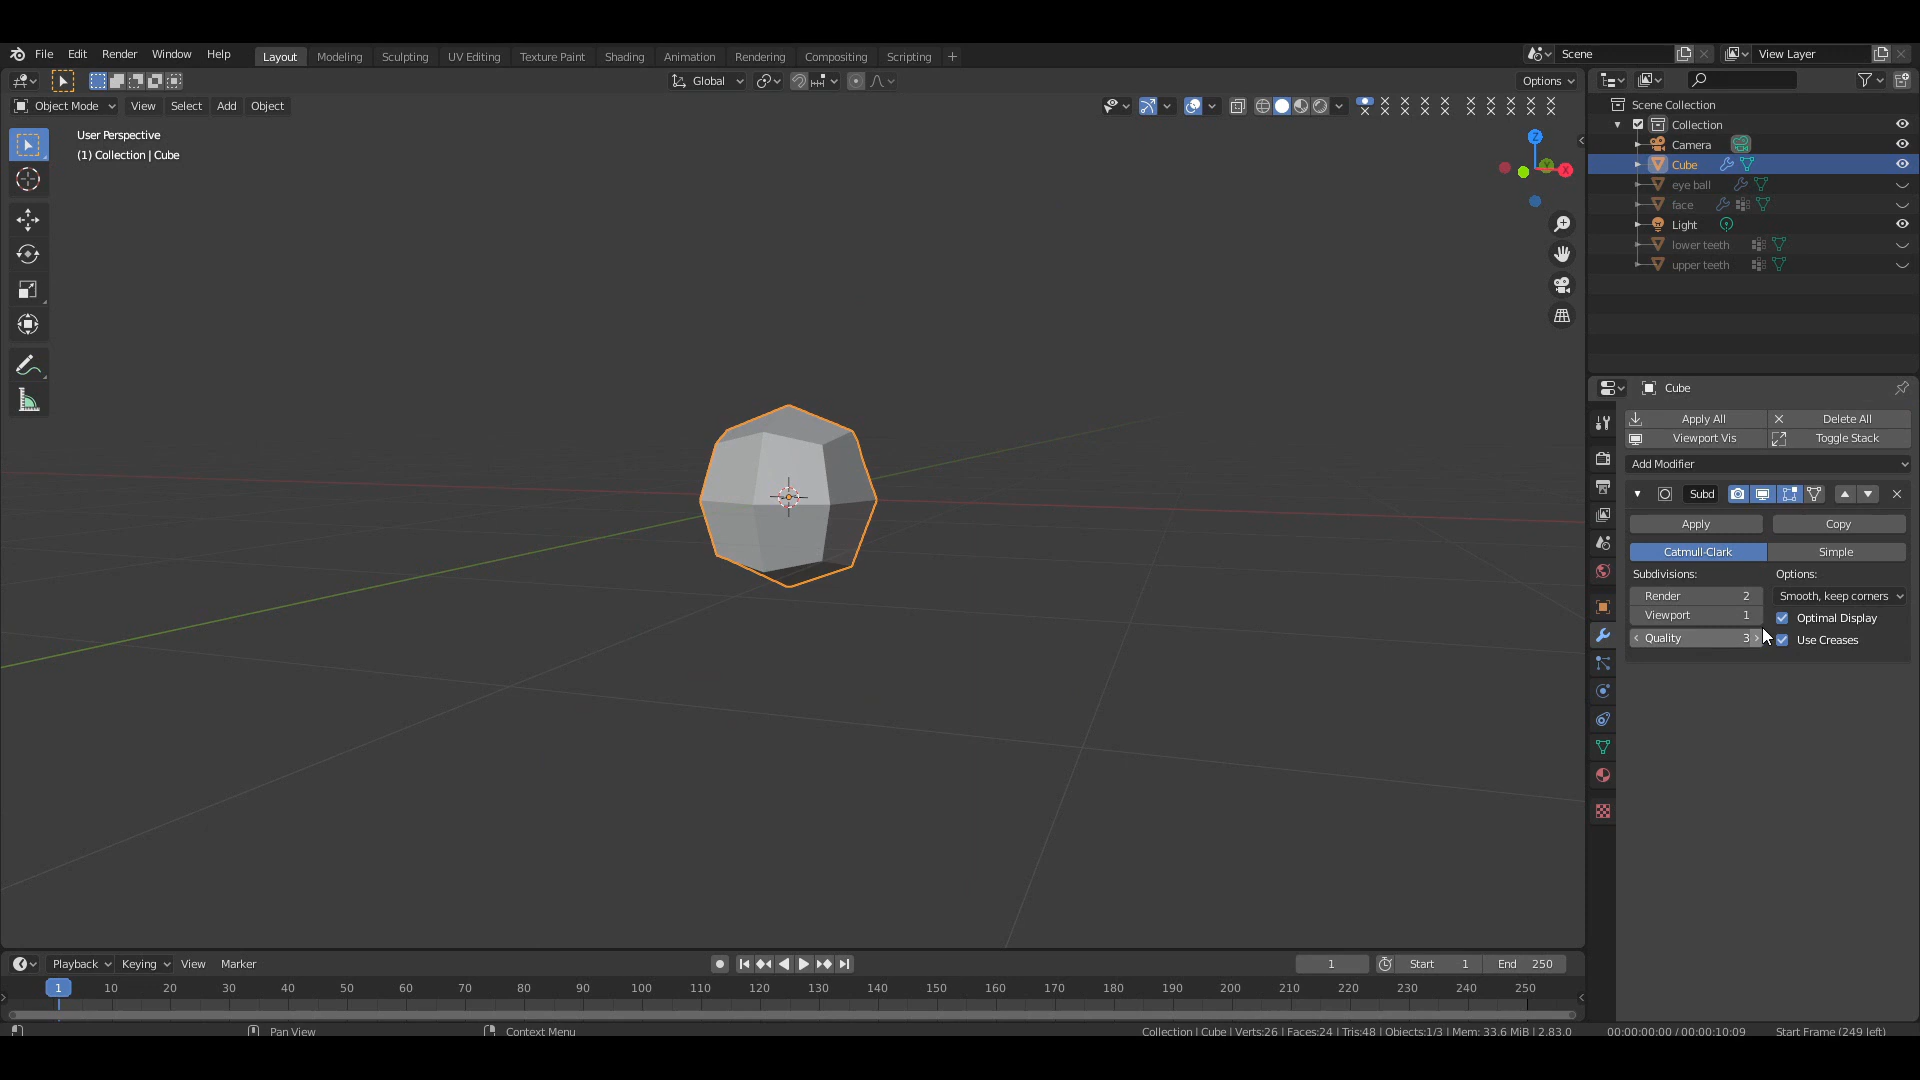 File Edit Render Window Help Layout Modeling Sculpting UV Editing Texture Paint Shading Animation Rendering Compositing Scripting + Scene View Layer
Global Options
Object Mode View Select Add Object
User Perspective
(1) Collection | Cube
Z
Y
X
Scene Collection
Collection
Camera
Cube
eye ball
face
Light
lower teeth
upper teeth
Cube
Apply All Delete All
Viewport Vis Toggle Stack
Add Modifier
Subd
Apply Copy
Catmull-Clark Simple
Subdivisions: Options:
Render 2 Smooth, keep corners
Viewport 1 Optimal Display
Quality 3 Use Creases
Playback Keying View Marker 1 Start 1 End 250
1 10 20 30 40 50 60 70 80 90 100 110 120 130 140 150 160 170 180 190 200 210 220 230 240 250
Pan View Context Menu Collection | Cube | Verts:26 | Faces:24 | Tris:48 | Objects:1/3 | Mem: 33.6 MiB | 2.83.0 00:00:00:00 / 00:00:10:09 Start Frame (249 left)